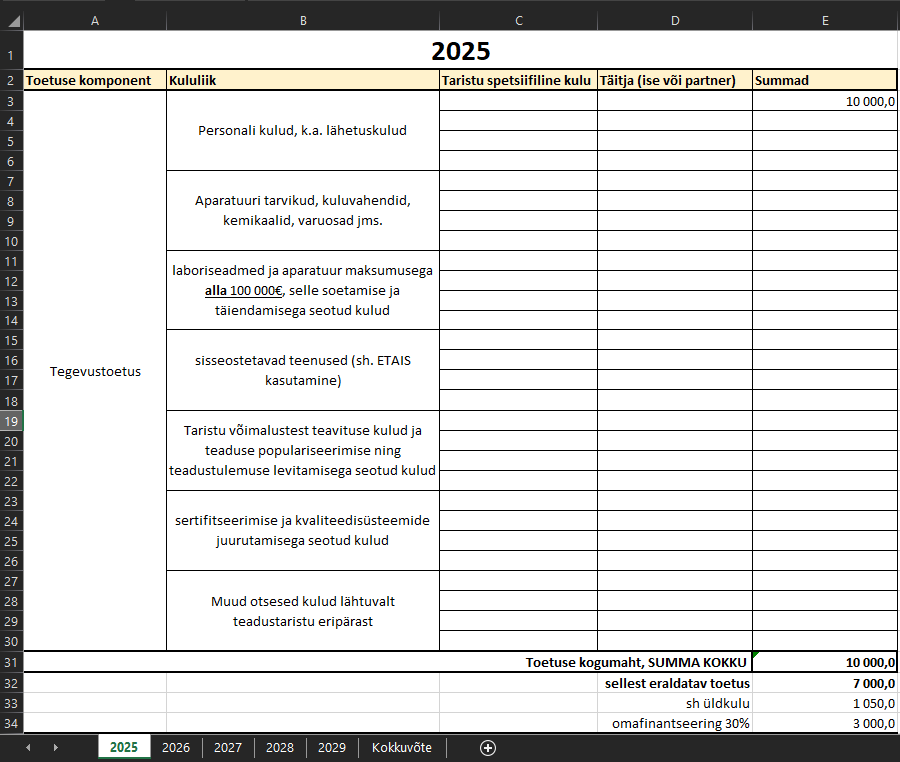 A B C D E
1 2025
2 Toetuse komponent Kululiik Taristu spetsiifiline kulu Täitja (ise või partner) Summad
3 10 000,0
4 Personali kulud, k.a. lähetuskulud
5
6
7
8 Aparatuuri tarvikud, kuluvahendid,
9 kemikaalid, varuosad jms.
10
11 laboriseadmed ja aparatuur maksumusega
12 alla 100 000€, selle soetamise ja
13 täiendamisega seotud kulud
14
15
16 sisseostetavad teenused (sh. ETAIS
Tegevustoetus
17 kasutamine)
18
19
20 Taristu võimalustest teavituse kulud ja
21 teaduse populariseerimise ning
22 teadustulemuse levitamisega seotud kulud
23
24 sertifitseerimise ja kvaliteedisüsteemide
25 juurutamisega seotud kulud
26
27
28 Muud otsesed kulud lähtuvalt
29 teadustaristu eripärast
30
31 Toetuse kogumaht, SUMMA KOKKU 10 000,0
32 sellest eraldatav toetus 7 000,0
33 sh üldkulu 1 050,0
34 omafinantseering 30% 3 000,0
2025 2026 2027 2028 2029 Kokkuvõte